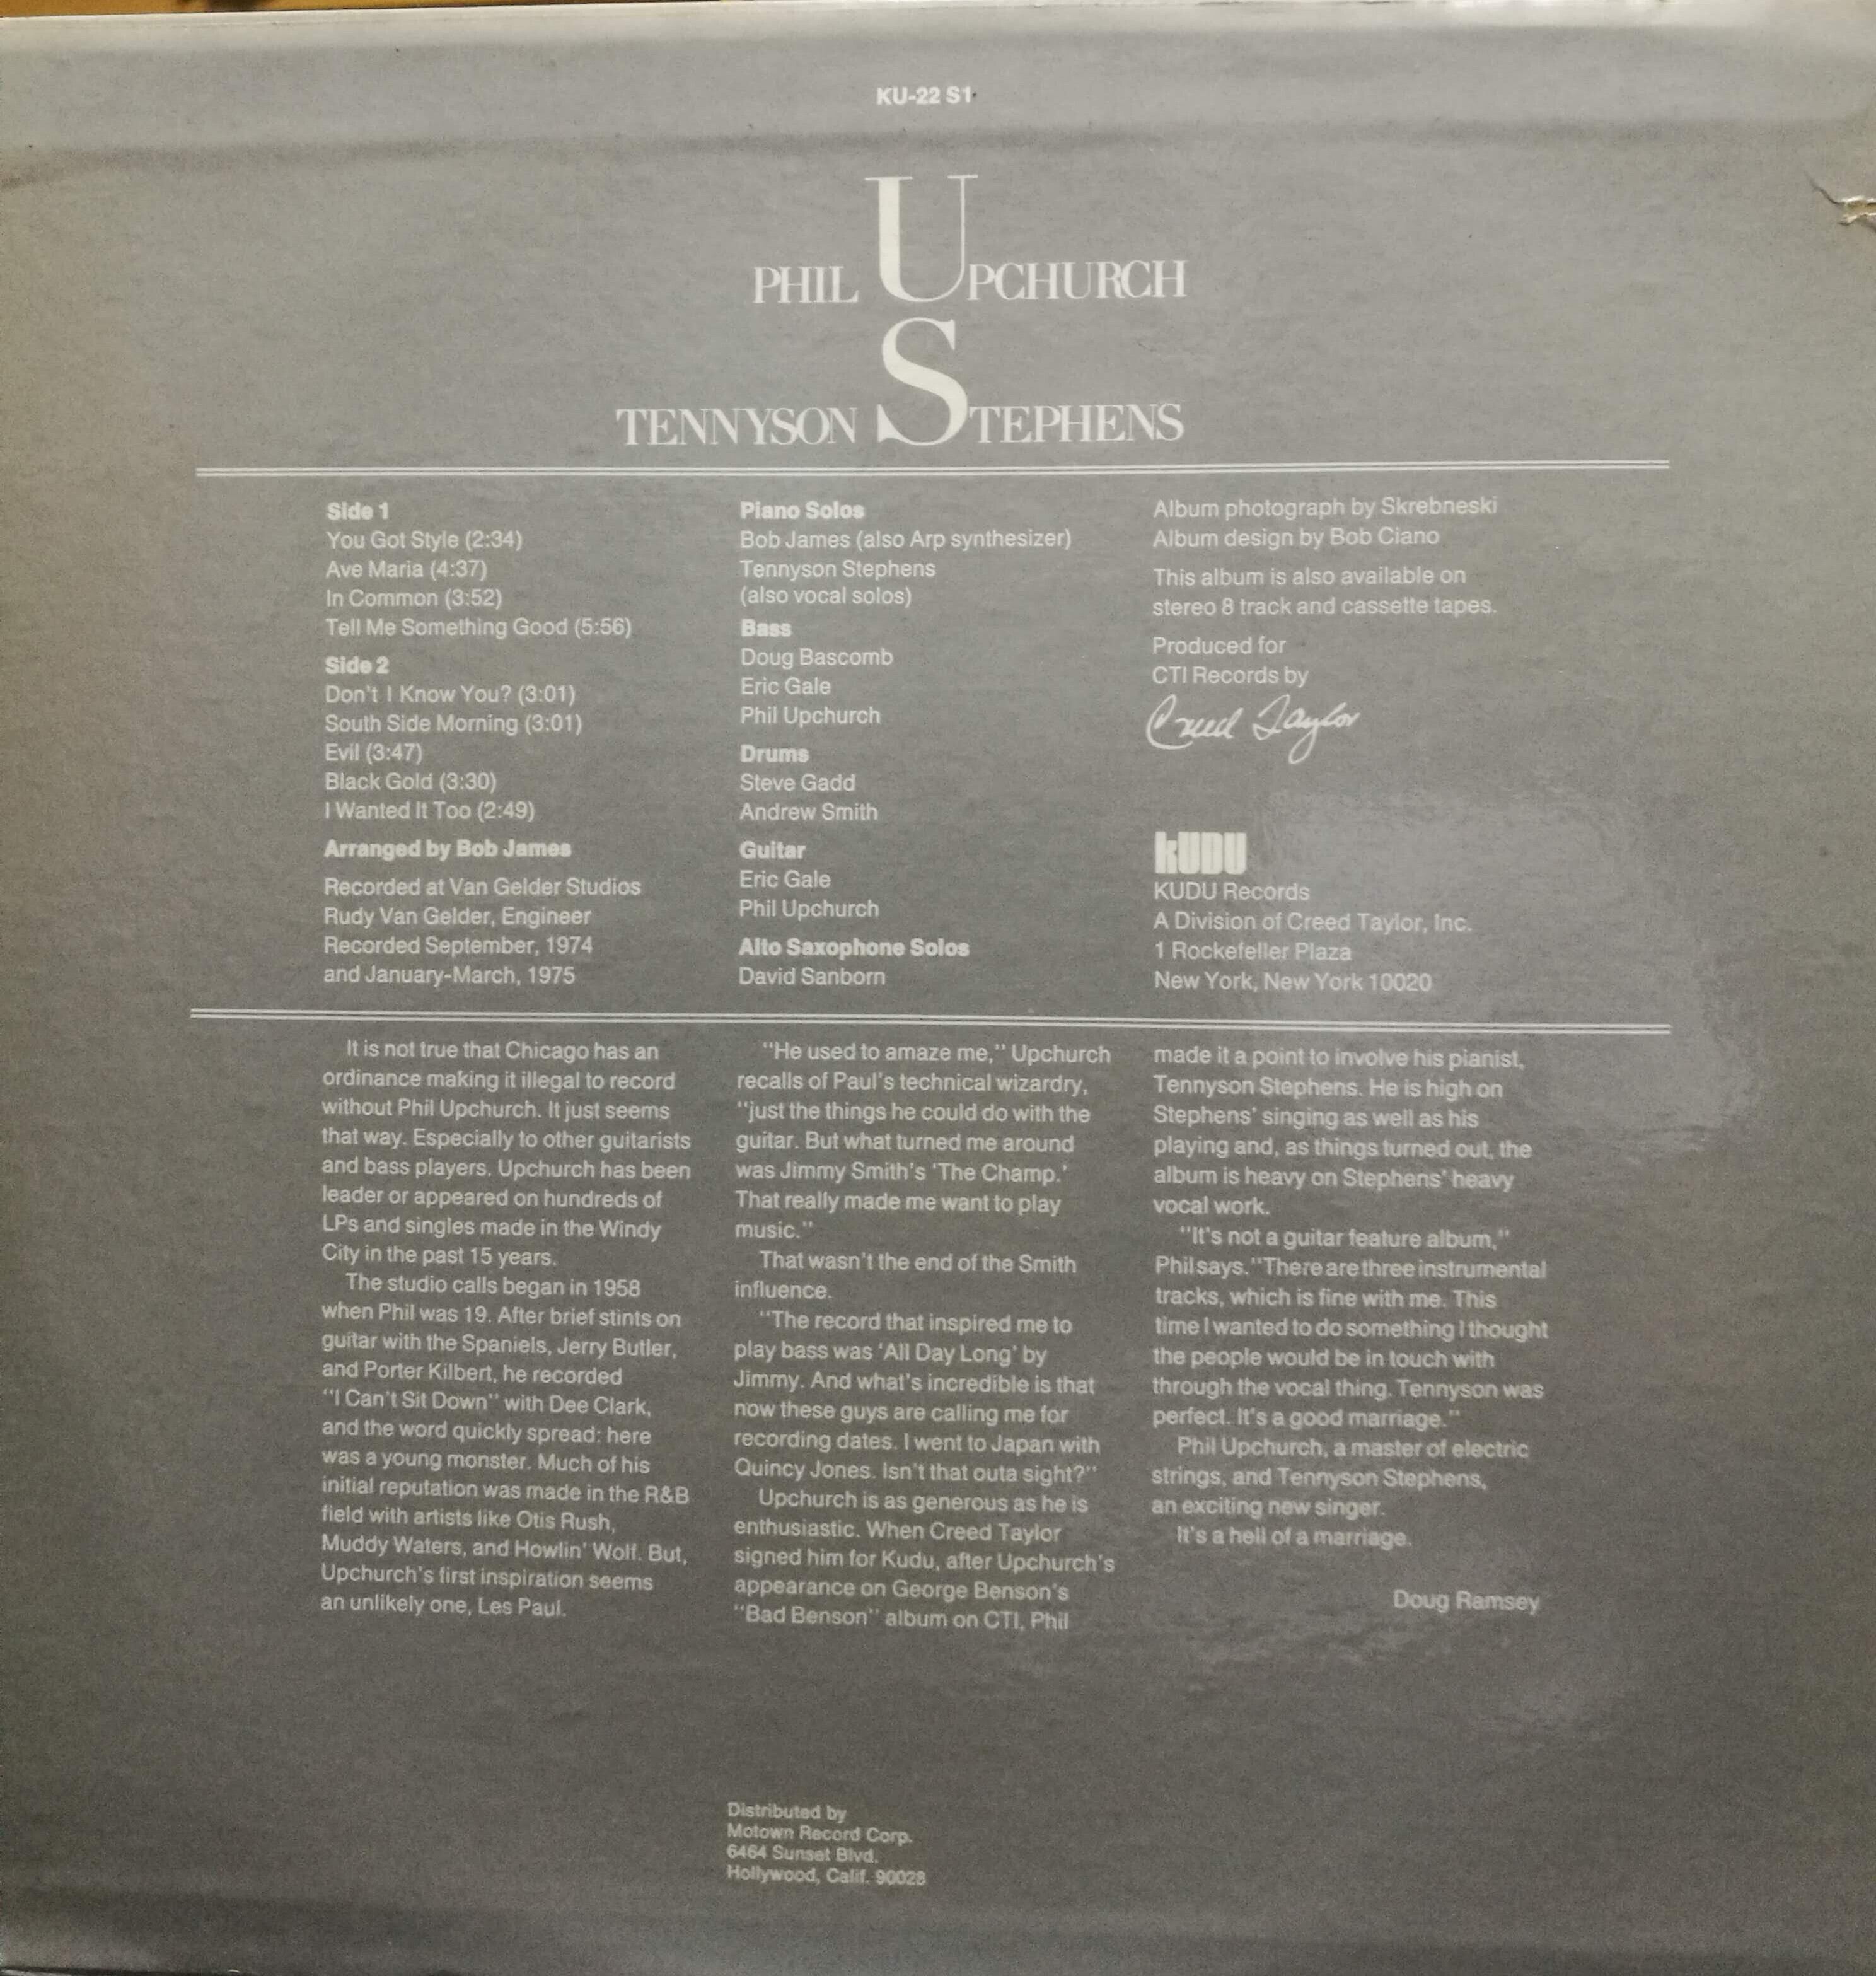 KU-22 S1
PHIL UPCHURCH
TENNYSON STEPHENS
Side 1
You Got Style (2:34)
Ave Maria (4:37)
In Common (3:52)
Tell Me Something Good (5:56)
Side 2
Don't I Know You? (3:01)
South Side Morning (3:01)
Evil (3:47)
Black Gold (3:30)
I Wanted It Too (2:49)
Arranged by Bob James
Recorded at Van Gelder Studios
Rudy Van Gelder, Engineer
Recorded September, 1974
and January-March, 1975
Piano Solos
Bob James (also Arp synthesizer)
Tennyson Stephens
(also vocal solos)
Bass
Doug Bascomb
Eric Gale
Phil Upchurch
Drums
Steve Gadd
Andrew Smith
Guitar
Eric Gale
Phil Upchurch
Alto Saxophone Solos
David Sanborn
Album photograph by Skrebneski
Album design by Bob Ciano
This album is also available on
stereo 8 track and cassette tapes.
Produced for
CTI Records by
Creed Taylor
KUDU
KUDU Records
A Division of Creed Taylor, Inc.
1 Rockefeller Plaza
New York, New York 10020
It is not true that Chicago has an
ordinance making it illegal to record
without Phil Upchurch. It just seems
that way. Especially to other guitarists
and bass players. Upchurch has been
leader or appeared on hundreds of
LPs and singles made in the Windy
City in the past 15 years.
The studio calls began in 1958
when Phil was 19. After brief stints on
guitar with the Spaniels, Jerry Butler,
and Porter Kilbert, he recorded
"I Can't Sit Down" with Dee Clark,
and the word quickly spread: here
was a young monster. Much of his
initial reputation was made in the R&B
field with artists like Otis Rush,
Muddy Waters, and Howlin' Wolf. But,
Upchurch's first inspiration seems
an unlikely one, Les Paul.
"He used to amaze me," Upchurch
recalls of Paul's technical wizardry,
"just the things he could do with the
guitar. But what turned me around
was Jimmy Smith's 'The Champ.'
That really made me want to play
music."
That wasn't the end of the Smith
influence.
"The record that inspired me to
play bass was 'All Day Long' by
Jimmy. And what's incredible is that
now these guys are calling me for
recording dates. I went to Japan with
Quincy Jones. Isn't that outa sight?"
Upchurch is as generous as he is
enthusiastic. When Creed Taylor
signed him for Kudu, after Upchurch's
appearance on George Benson's
"Bad Benson" album on CTI, Phil
made it a point to involve his pianist,
Tennyson Stephens. He is high on
Stephens' singing as well as his
playing and, as things turned out, the
album is heavy on Stephens' heavy
vocal work.
"It's not a guitar feature album,"
Phil says. "There are three instrumental
tracks, which is fine with me. This
time I wanted to do something I thought
the people would be in touch with
through the vocal thing. Tennyson was
perfect. It's a good marriage."
Phil Upchurch, a master of electric
strings, and Tennyson Stephens,
an exciting new singer.
It's a hell of a marriage.
Doug Ramsey
Distributed by
Motown Record Corp.
6464 Sunset Blvd.
Hollywood, Calif. 90028